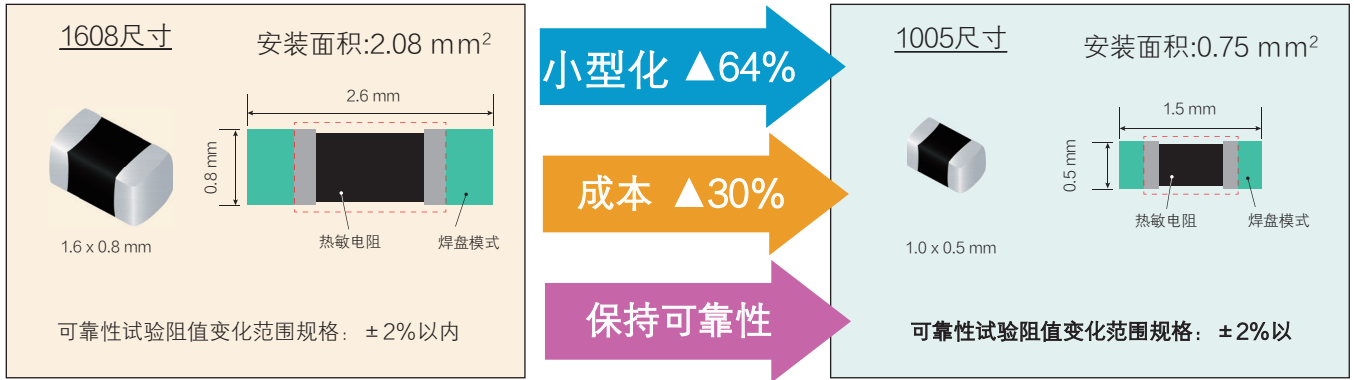 1608尺寸
安装面积:2.08 mm²
2.6 mm
0.8 mm
热敏电阻
焊盘模式
1.6 x 0.8 mm
可靠性试验阻值变化范围规格： ±2%以内
小型化 ▲64%
成本 ▲30%
保持可靠性
1005尺寸
安装面积:0.75 mm²
1.5 mm
0.5 mm
热敏电阻
焊盘模式
1.0 x 0.5 mm
可靠性试验阻值变化范围规格： ±2%以